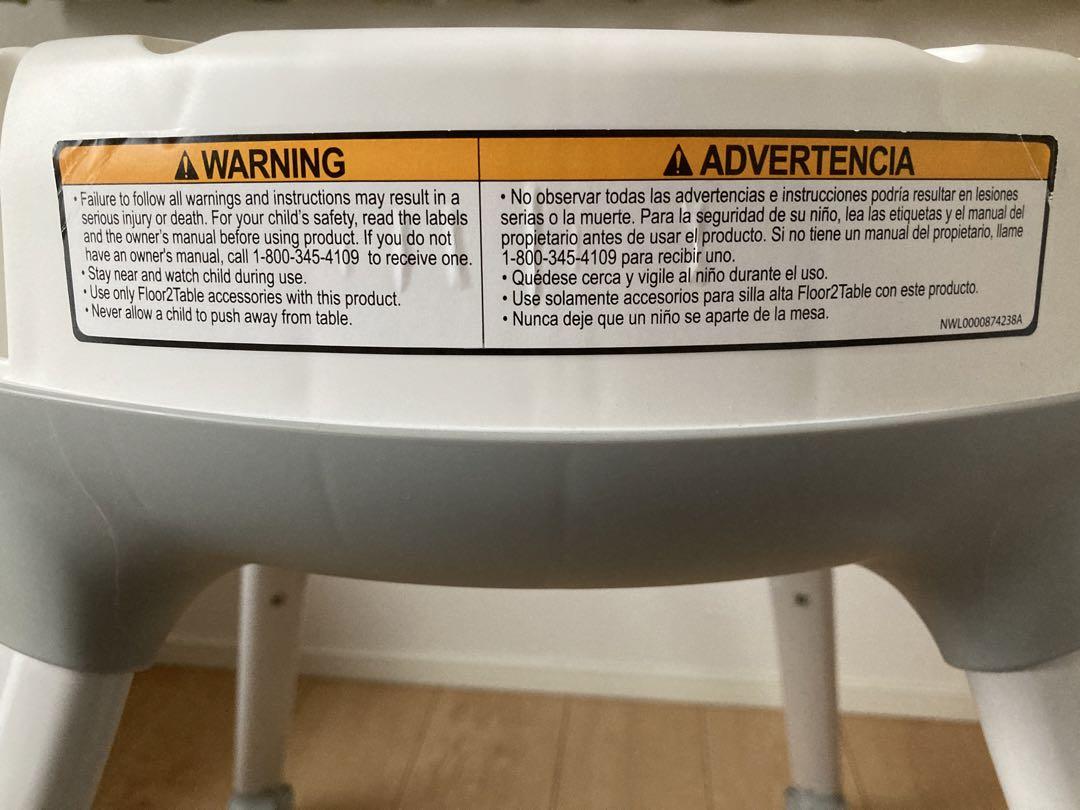 WARNING
• Failure to follow all warnings and instructions may result in a
serious injury or death. For your child's safety, read the labels
and the owner's manual before using product. If you do not
have an owner's manual, call 1-800-345-4109 to receive one.
• Stay near and watch child during use.
• Use only Floor2Table accessories with this product.
• Never allow a child to push away from table.
ADVERTENCIA
• No observar todas las advertencias e instrucciones podría resultar en lesiones
serias o la muerte. Para la seguridad de su niño, lea las etiquetas y el manual del
propietario antes de usar el producto. Si no tiene un manual del propietario, llame
1-800-345-4109 para recibir uno.
• Quédese cerca y vigile al niño durante el uso.
• Use solamente accesorios para silla alta Floor2Table con este producto.
• Nunca deje que un niño se aparte de la mesa.
NWL0000874238A